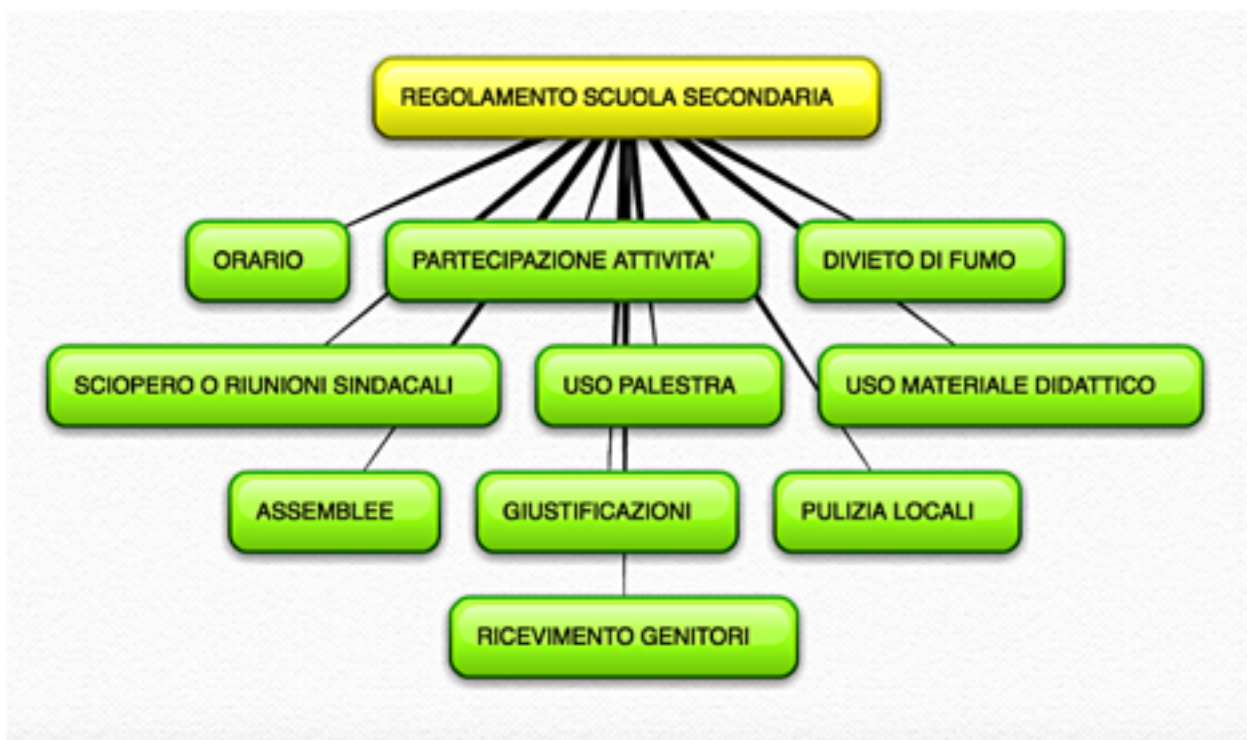 REGOLAMENTO SCUOLA SECONDARIA
ORARIO
PARTECIPAZIONE ATTIVITA'
DIVIETO DI FUMO
SCIOPERO O RIUNIONI SINDACALI
USO PALESTRA
USO MATERIALE DIDATTICO
ASSEMBLEE
GIUSTIFICAZIONI
PULIZIA LOCALI
RICEVIMENTO GENITORI